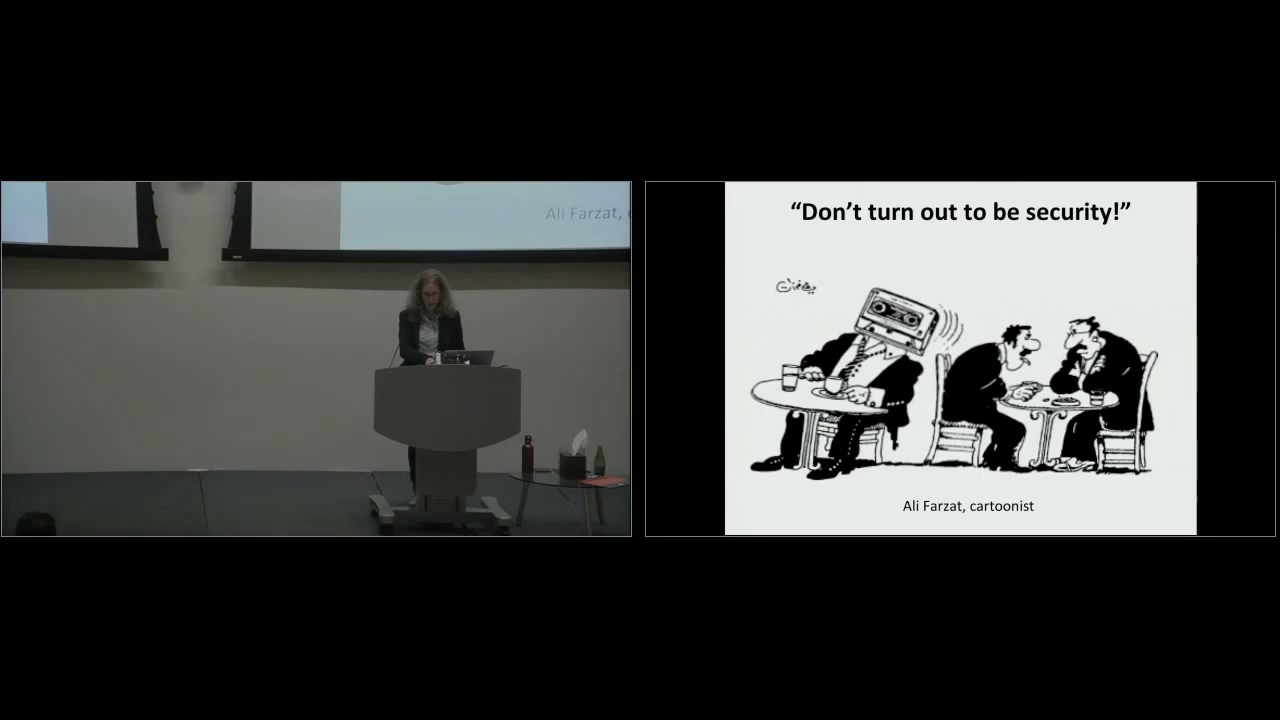 Ali Farzat,
“Don’t turn out to be security!”
Ali Farzat, cartoonist